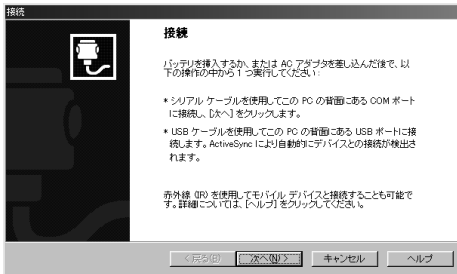 接続
接続
バッテリを挿入するか、または AC アダプタを差し込んだ後で、以
下の操作の中から 1 つ実行してください:
* シリアル ケーブルを使用してこの PC の背面にある COM ポート
に接続し、[次へ] をクリックします。
* USB ケーブルを使用してこの PC の背面にある USB ポートに接
続します。ActiveSync により自動的にデバイスとの接続が検出さ
れます。
赤外線 (IR) を使用してモバイル デバイスと接続することも可能で
す。詳細については、[ヘルプ] をクリックしてください。
< 戻る(B) 次へ(N) > キャンセル ヘルプ